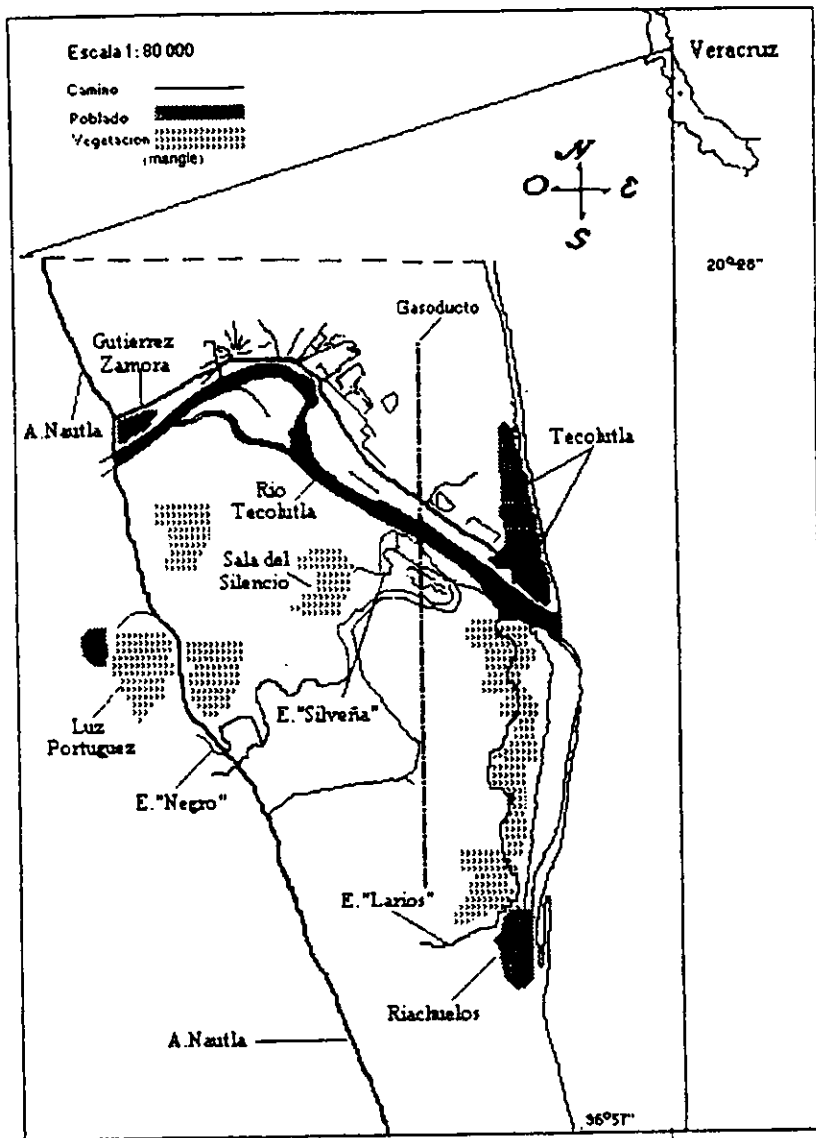 Escala 1:80 000
Camino
Poblado
Vegetacion
(mangle)
Veracruz
N
O
E
S
20°28"
Gasoducto
Gutierrez
Zamora
A.Nautla
Tecolutla
Rio
Tecolutla
Sala del
Silencio
Luz
Portuguez
E."Silveña"
E."Negro"
E."Larios"
Riachuelos
A.Nautla
96°57"